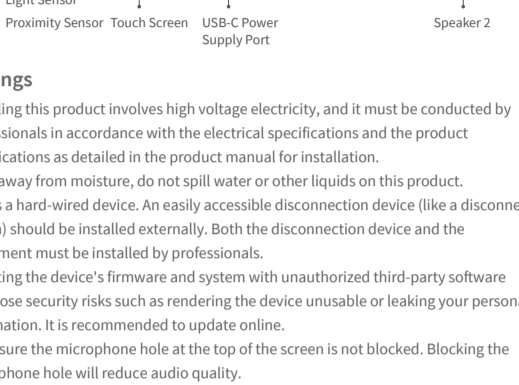 Light Sensor
Proximity Sensor Touch Screen USB-C Power Speaker 2
Supply Port
ngs
ing this product involves high voltage electricity, and it must be conducted by
ssionals in accordance with the electrical specifications and the product
ications as detailed in the product manual for installation.
away from moisture, do not spill water or other liquids on this product.
s a hard-wired device. An easily accessible disconnection device (like a disconne
) should be installed externally. Both the disconnection device and the
ment must be installed by professionals.
ting the device's firmware and system with unauthorized third-party software
ose security risks such as rendering the device unusable or leaking your persona
nation. It is recommended to update online.
sure the microphone hole at the top of the screen is not blocked. Blocking the
phone hole will reduce audio quality.